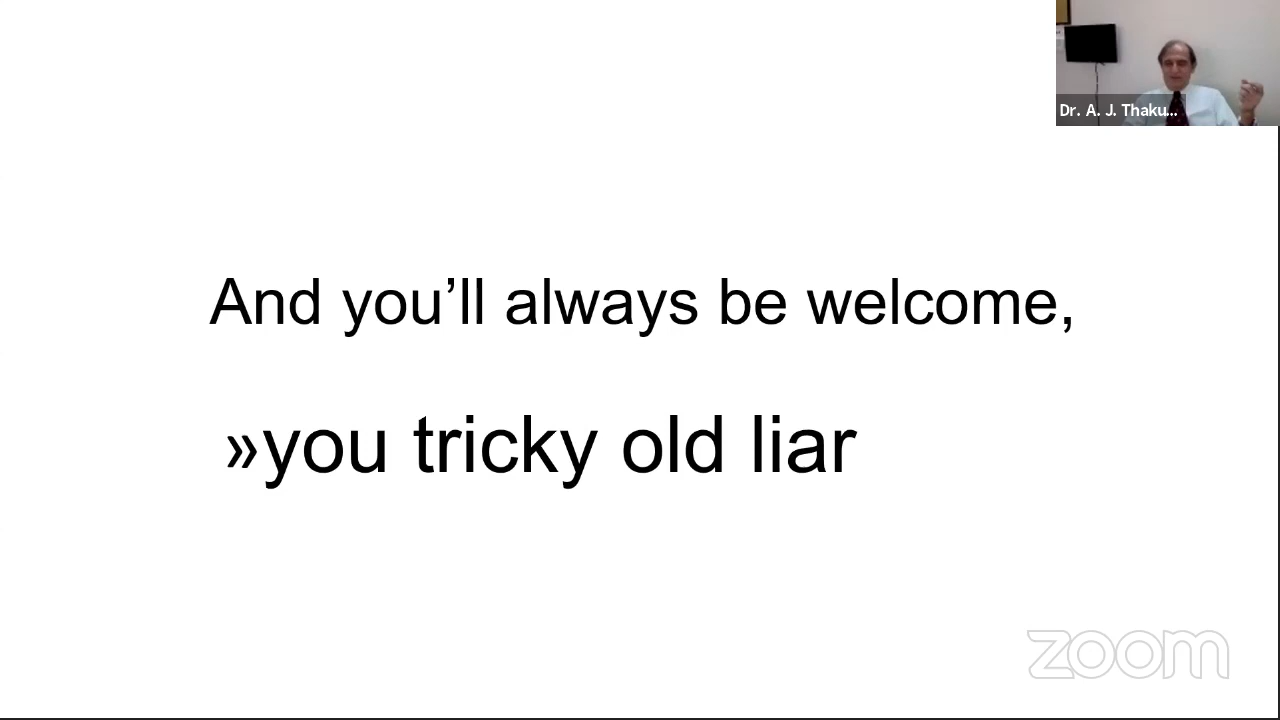 Dr. A. J. Thaku...
And you’ll always be welcome,
»you tricky old liar
zoom